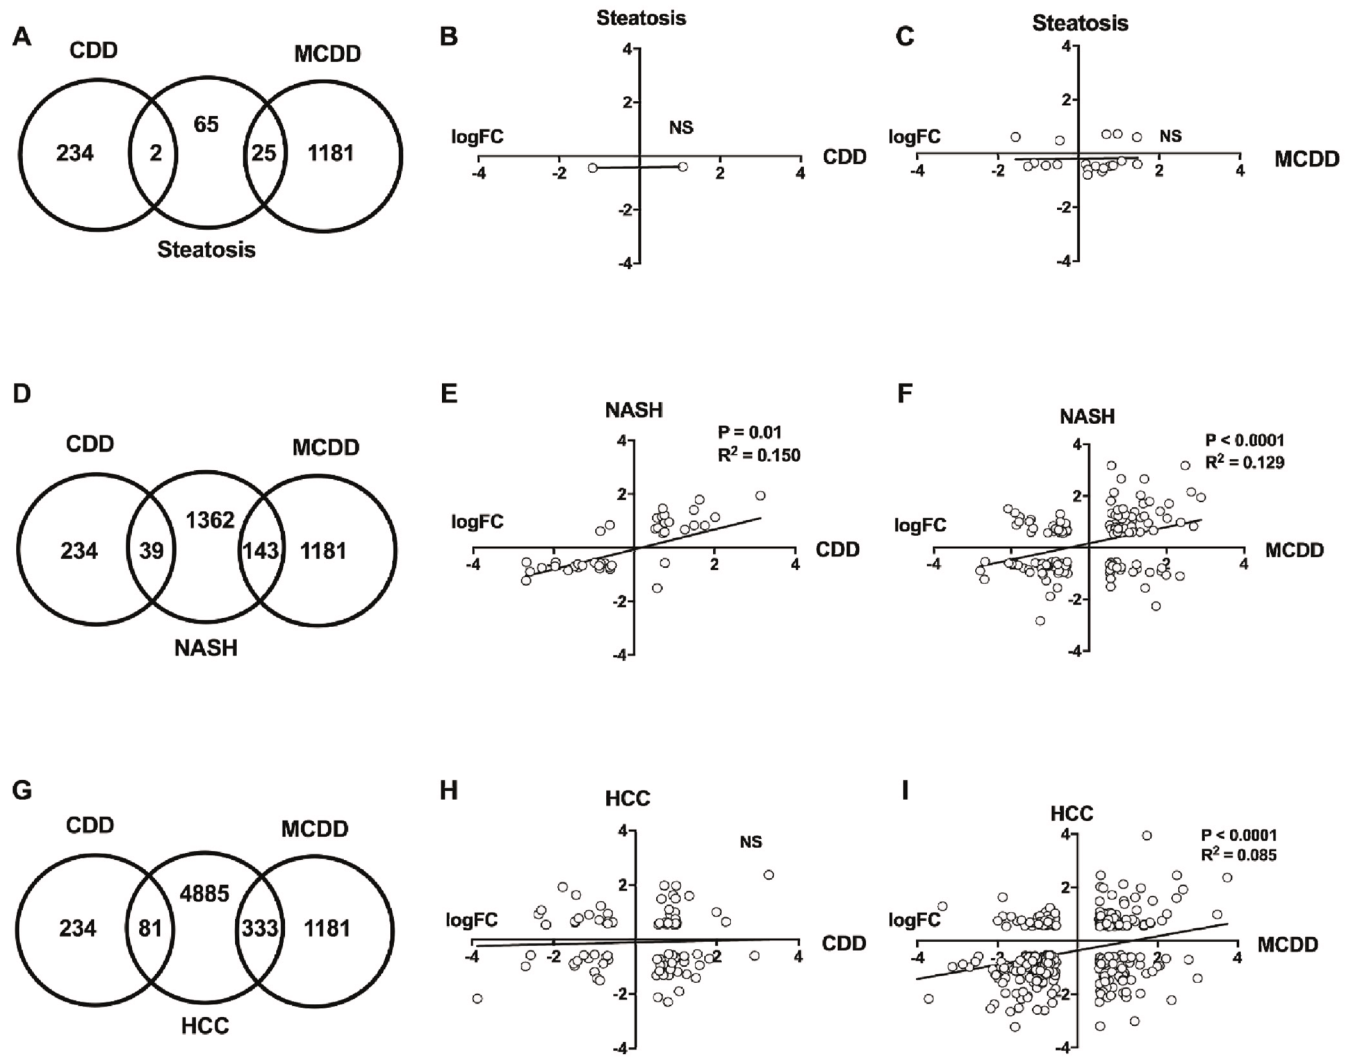 A
CDD
MCDD
234
2
65
25
1181
Steatosis
B
Steatosis
4
2
NS
logFC
CDD
-4
-2
2
4
-2
-4
C
Steatosis
4
2
logFC
NS
MCDD
-4
-2
2
4
-2
-4
D
CDD
MCDD
1362
234
39
143
1181
NASH
E
NASH
P = 0.01
R² = 0.150
4
2
logFC
CDD
-4
-2
2
4
-2
-4
F
NASH
P < 0.0001
R² = 0.129
4
2
logFC
MCDD
-4
-2
2
4
-2
-4
G
CDD
MCDD
4885
234
81
333
1181
HCC
H
HCC
4
NS
2
logFC
CDD
-4
-2
2
4
-2
-4
I
HCC
P < 0.0001
R² = 0.085
4
2
logFC
MCDD
-4
-2
2
4
-2
-4